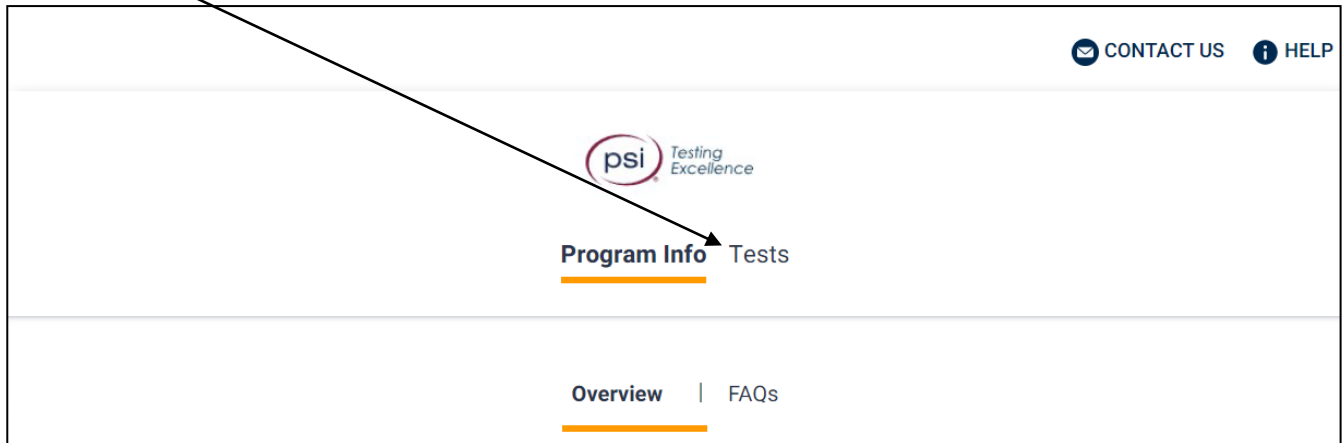 CONTACT US HELP
psi Testing
Excellence
Program Info Tests
Overview | FAQs